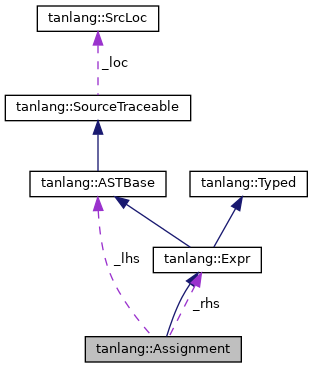 tanlang::SrcLoc
_loc
tanlang::SourceTraceable
tanlang::ASTBase
tanlang::Typed
_lhs
tanlang::Expr
_rhs
tanlang::Assignment